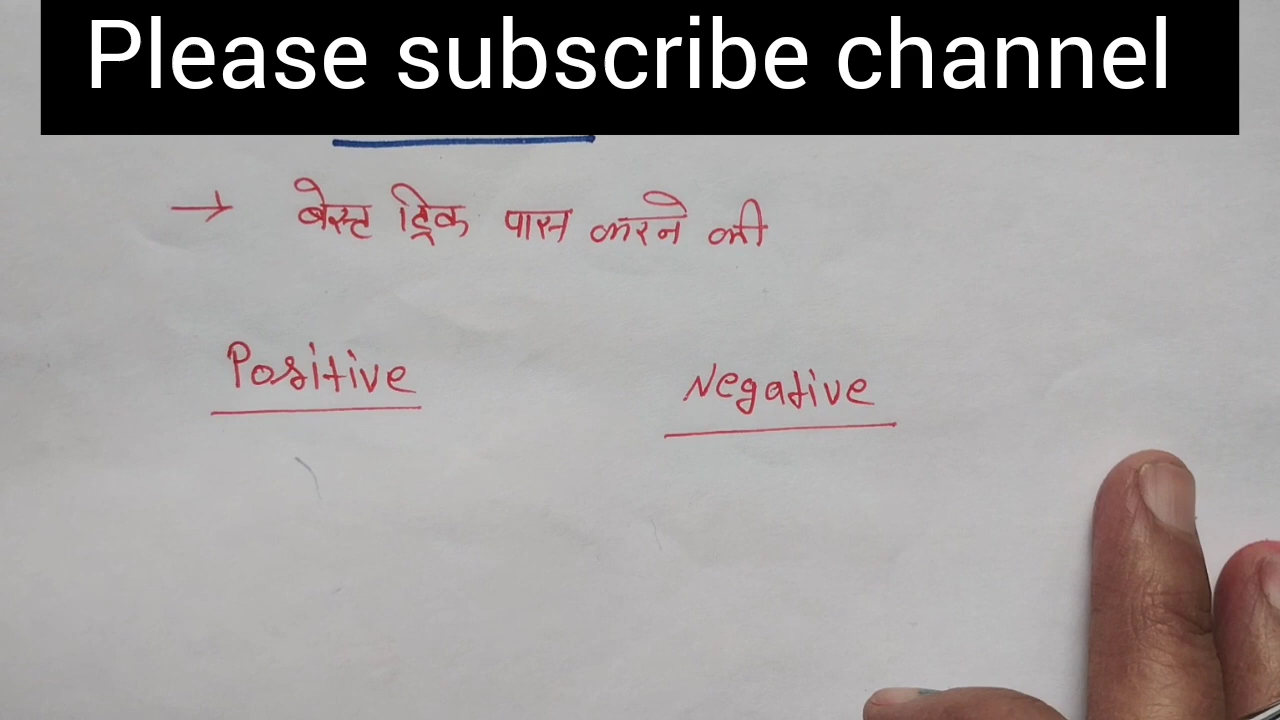 Please subscribe channel
→ बेस्ट ट्रिक पास करने की
Positive Negative